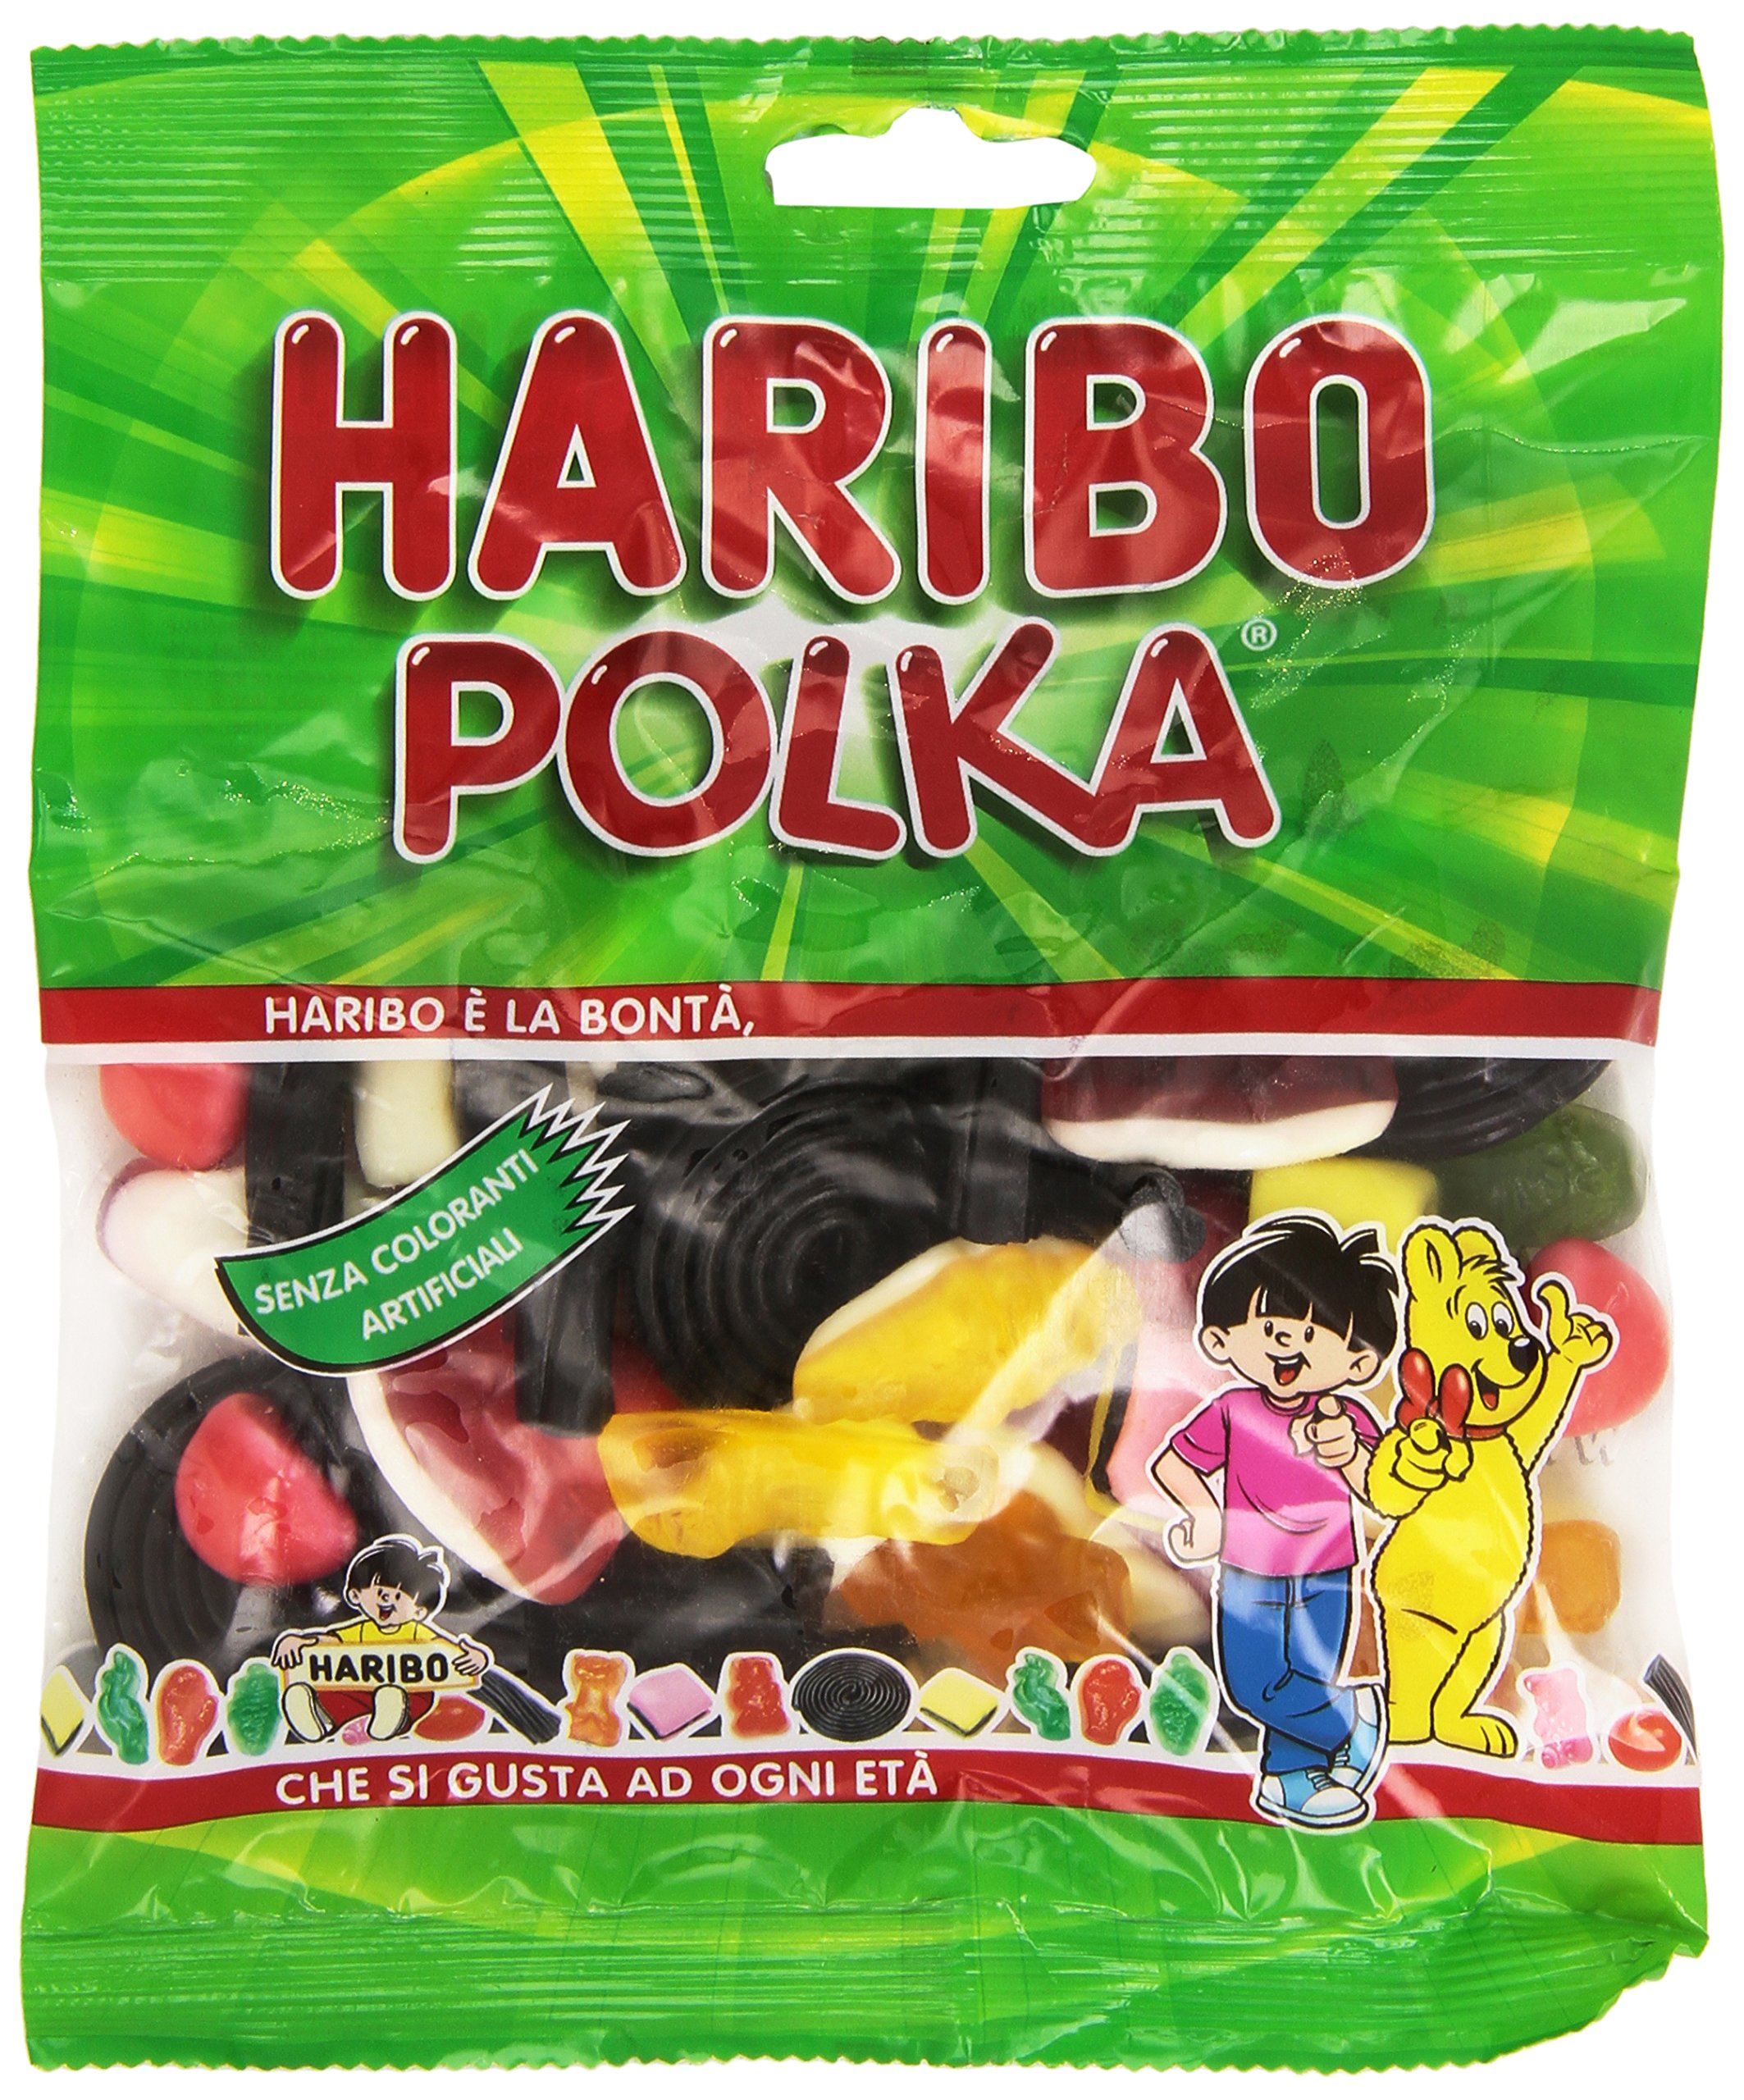 HARIBO
POLKA®
HARIBO È LA BONTÀ,
SENZA COLORANTI
ARTIFICIALI
HARIBO
CHE SI GUSTA AD OGNI ETÀ